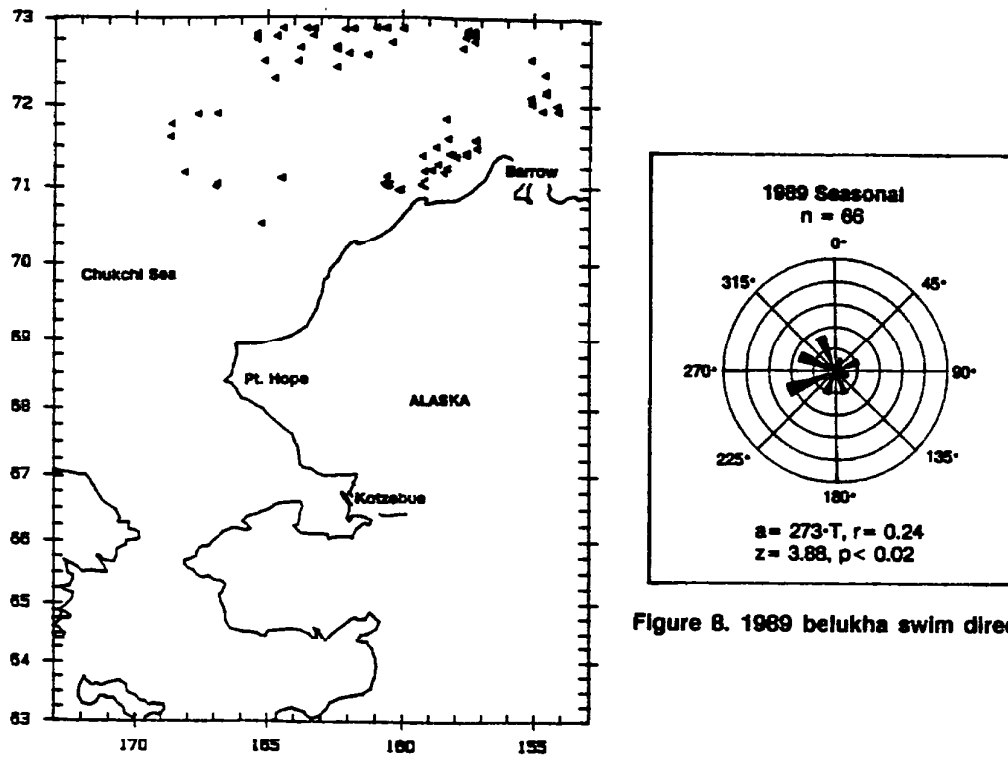 73
72
71
70
69
68
67
66
65
64
63
170
165
160
155
Barrow
Chukchi Sea
Pt. Hope
ALASKA
Kotzebue
1989 Seasonal
n = 66
0°
315°
45°
270°
90°
225°
135°
180°
a= 273°T, r= 0.24
z= 3.88, p< 0.02
Figure 8. 1989 belukha swim direc